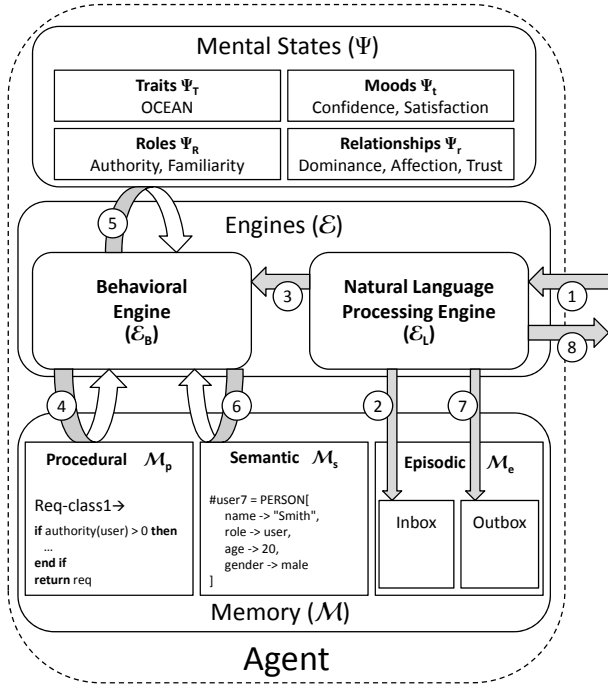 Mental States (Ψ)
Traits Ψ_T
OCEAN
Moods Ψ_t
Confidence, Satisfaction
Roles Ψ_R
Authority, Familiarity
Relationships Ψ_r
Dominance, Affection, Trust
5
Engines (ℰ)
Behavioral
Engine
(ℰ_B)
3
Natural Language
Processing Engine
(ℰ_L)
1
8
4
6
2
7
Procedural ℳ_p
Req-class1→
if authority(user) > 0 then
…
end if
return req
Semantic ℳ_s
#user7 = PERSON[
name -> "Smith",
role -> user,
age -> 20,
gender -> male
]
Episodic ℳ_e
Inbox
Outbox
Memory (ℳ)
Agent